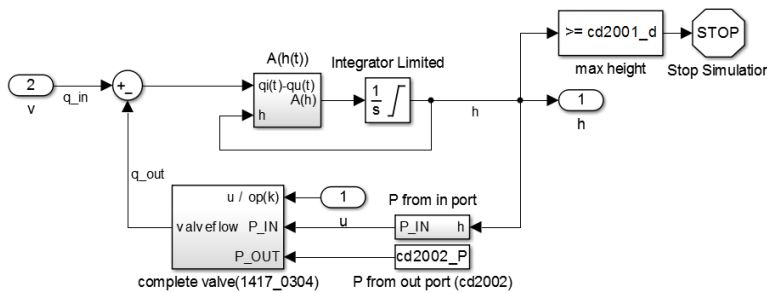 2
v
q_in
+
-
A(h(t))
qi(t)-qu(t)
A(h)
h
Integrator Limited
1
s
h
>= cd2001_d
max height
STOP
Stop Simulation
1
h
q_out
u / op(k)
valveflow P_IN
P_OUT
complete valve(1417_0304)
1
u
P from in port
P_IN h
cd2002_P
P from out port (cd2002)